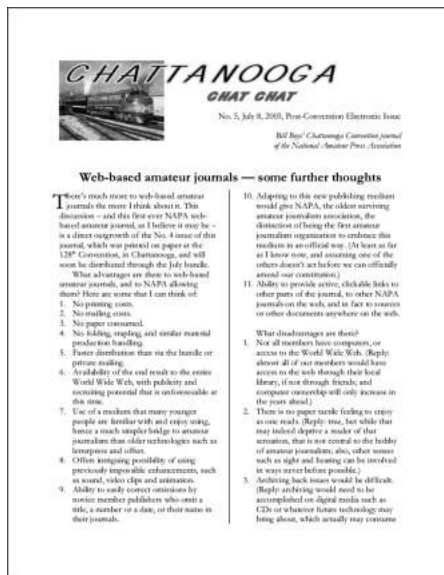 CHATTANOOGA
CHAT CHAT
No. 5, July 8, 2003, Post-Convention Electronic Issue
Bill Boys' Chattanooga Convention journal
of the National Amateur Press Association
Web-based amateur journals — some further thoughts
There's much more to web-based amateur
journals the more I think about it. This
discussion – and this first-ever NAPA web-
based amateur journal, as I believe it may be –
is a direct outgrowth of the No. 4 issue of this
journal, which was printed on paper at the
128th Convention, in Chattanooga, and will
soon be distributed through the July bundle.
What advantages are there to web-based
amateur journals, and to NAPA allowing
them? Here are some that I can think of:
1. No printing costs.
2. No mailing costs.
3. No paper consumed.
4. No folding, stapling, and similar material
production handling.
5. Faster distribution than via the bundle or
private mailing.
6. Availability of the end result to the entire
World Wide Web, with publicity and
recruiting potential that is unforeseeable at
this time.
7. Use of a medium that many younger
people are familiar with and enjoy using,
hence a much simpler bridge to amateur
journalism than older technologies such as
letterpress and offset.
8. Offers intriguing possibility of using
previously impossible enhancements, such
as sound, video clips and animation.
9. Ability to easily correct omissions by
novice member publishers who omit a
title, a number or a date, or their name in
their journals.
10. Adapting to this new publishing medium
would give NAPA, the oldest surviving
amateur journalism association, the
distinction of being the first amateur
journalism organization to embrace this
medium in an official way. (At least as far
as I know now, and assuming one of the
others doesn't act before we can officially
amend our constitution.)
11. Ability to provide active, clickable links to
other parts of the journal, to other NAPA
journals on the web, and in fact to sources
or other documents anywhere on the web.
What disadvantages are there?
1. Not all members have computers, or
access to the World Wide Web. (Reply:
almost all of our members would have
access to the web through their local
library, if not through friends; and
computer ownership will only increase in
the years ahead.)
2. There is no paper tactile feeling to enjoy
as one reads. (Reply: true, but while that
may indeed deprive a reader of that
sensation, that is not central to the hobby
of amateur journalism; also, other senses
such as sight and hearing can be involved
in ways never before possible.)
3. Archiving back issues would be difficult.
(Reply: archiving would need to be
accomplished on digital media such as
CDs or whatever future technology may
bring about, which actually may consume